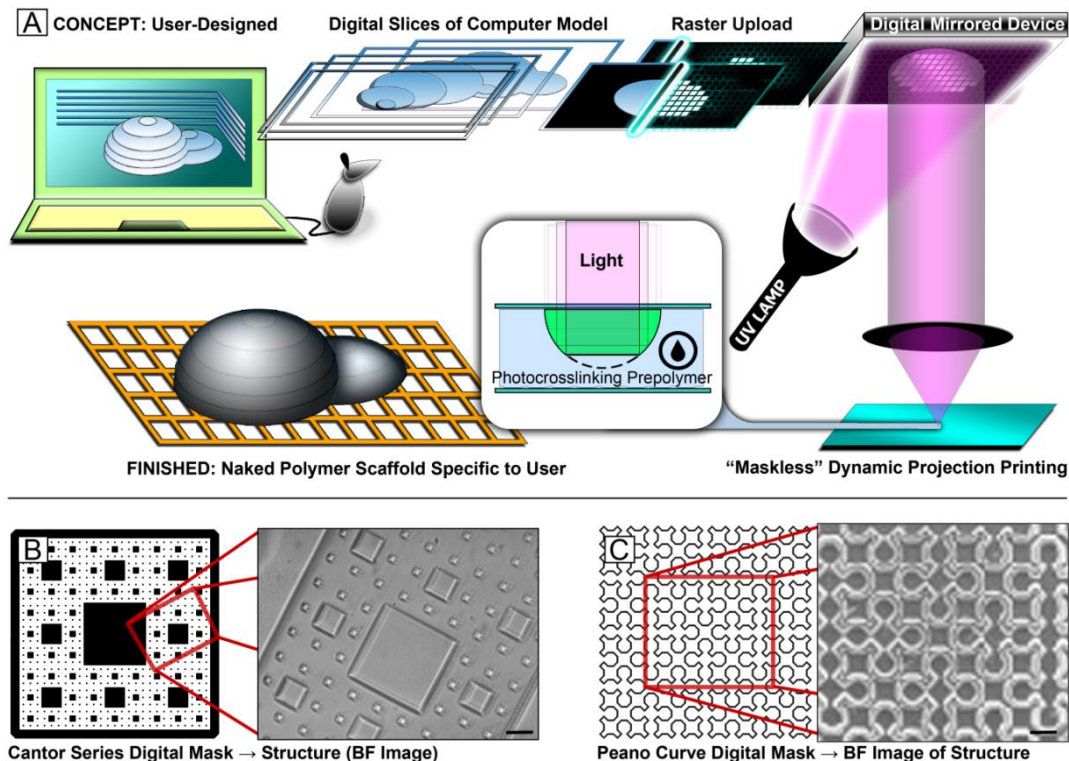 A CONCEPT: User-Designed
Digital Slices of Computer Model
Raster Upload
Digital Mirrored Device
Light
UV LAMP
Photocrosslinking Prepolymer
FINISHED: Naked Polymer Scaffold Specific to User
“Maskless” Dynamic Projection Printing
B
C
Cantor Series Digital Mask → Structure (BF Image)
Peano Curve Digital Mask → BF Image of Structure